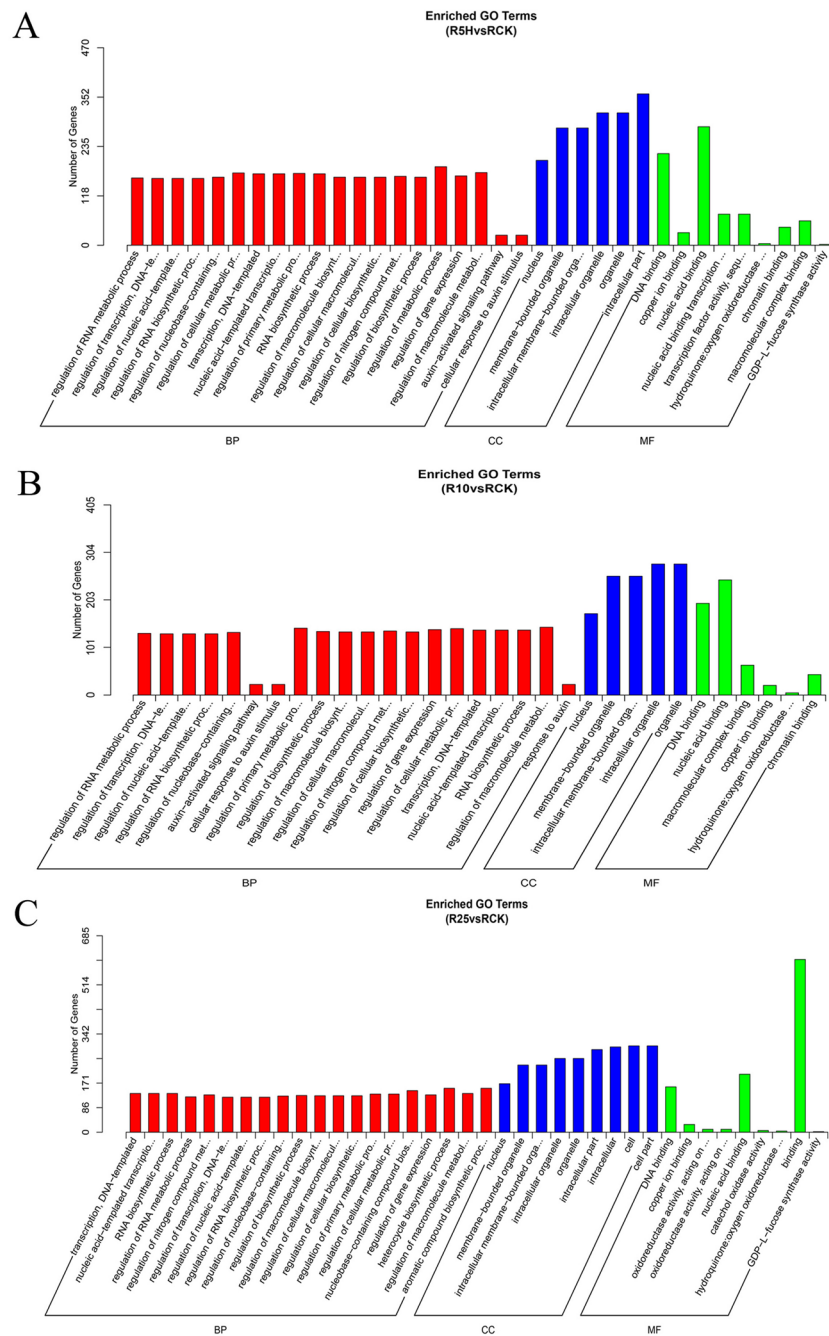 A
Enriched GO Terms
(R5HvsRCK)
Number of Genes
470
352
235
118
0
regulation of RNA metabolic process
regulation of transcription, DNA−te...
regulation of nucleic acid−template...
regulation of RNA biosynthetic proc...
regulation of nucleobase−containing...
regulation of cellular metabolic pr...
transcription, DNA−templated
nucleic acid−templated transcriptio...
regulation of primary metabolic pro...
RNA biosynthetic process
regulation of macromolecule biosynt...
regulation of cellular macromolecul...
regulation of cellular biosynthetic...
regulation of nitrogen compound met...
regulation of biosynthetic process
regulation of metabolic process
regulation of gene expression
regulation of macromolecule metabol...
auxin−activated signaling pathway
cellular response to auxin stimulus
nucleus
membrane−bounded organelle
intracellular membrane−bounded orga...
intracellular organelle
organelle
intracellular part
DNA binding
copper ion binding
nucleic acid binding
nucleic acid binding transcription ...
transcription factor activity, sequ...
hydroquinone:oxygen oxidoreductase ...
chromatin binding
macromolecular complex binding
GDP−L−fucose synthase activity
BP
CC
MF
B
Enriched GO Terms
(R10vsRCK)
Number of Genes
405
304
203
101
0
regulation of RNA metabolic process
regulation of transcription, DNA−te...
regulation of nucleic acid−template...
regulation of RNA biosynthetic proc...
regulation of nucleobase−containing...
auxin−activated signaling pathway
cellular response to auxin stimulus
regulation of primary metabolic pro...
regulation of biosynthetic process
regulation of macromolecule biosynt...
regulation of cellular macromolecul...
regulation of nitrogen compound met...
regulation of cellular biosynthetic...
regulation of gene expression
regulation of cellular metabolic pr...
transcription, DNA−templated
nucleic acid−templated transcriptio...
RNA biosynthetic process
regulation of macromolecule metabol...
response to auxin
nucleus
membrane−bounded organelle
intracellular membrane−bounded orga...
intracellular organelle
organelle
DNA binding
nucleic acid binding
macromolecular complex binding
copper ion binding
hydroquinone:oxygen oxidoreductase ...
chromatin binding
BP
CC
MF
C
Enriched GO Terms
(R25vsRCK)
Number of Genes
685
514
342
171
86
0
transcription, DNA−templated
nucleic acid−templated transcriptio...
RNA biosynthetic process
regulation of RNA metabolic process
regulation of nitrogen compound met...
regulation of transcription, DNA−te...
regulation of nucleic acid−template...
regulation of RNA biosynthetic proc...
regulation of nucleobase−containing...
regulation of biosynthetic process
regulation of macromolecule biosynt...
regulation of cellular macromolecul...
regulation of cellular biosynthetic...
regulation of primary metabolic pro...
regulation of cellular metabolic pr...
nucleobase−containing compound bios...
regulation of gene expression
heterocycle biosynthetic process
regulation of macromolecule metabol...
aromatic compound biosynthetic proc...
nucleus
membrane−bounded organelle
intracellular membrane−bounded orga...
intracellular organelle
organelle
intracellular part
intracellular
cell
cell part
DNA binding
copper ion binding
oxidoreductase activity, acting on ...
oxidoreductase activity, acting on ...
nucleic acid binding
catechol oxidase activity
hydroquinone:oxygen oxidoreductase ...
binding
GDP−L−fucose synthase activity
BP
CC
MF